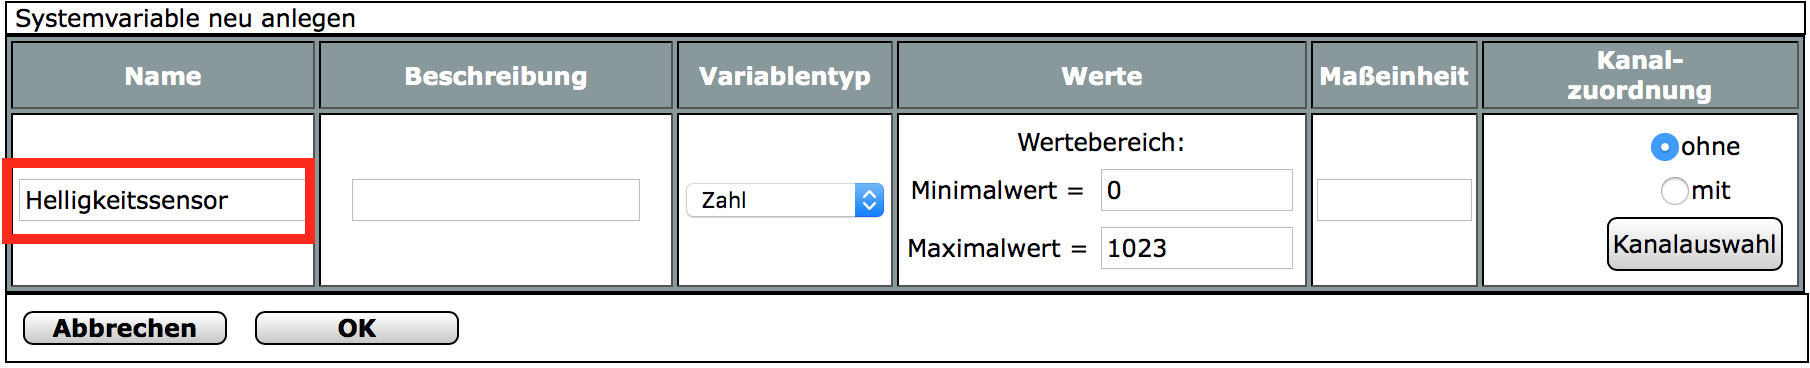 Systemvariable neu anlegen
Name Beschreibung Variablentyp Werte Maßeinheit Kanal-
zuordnung
Helligkeitssensor
Zahl
Wertebereich:
Minimalwert = 0
Maximalwert = 1023
ohne
mit
Kanalauswahl
Abbrechen OK